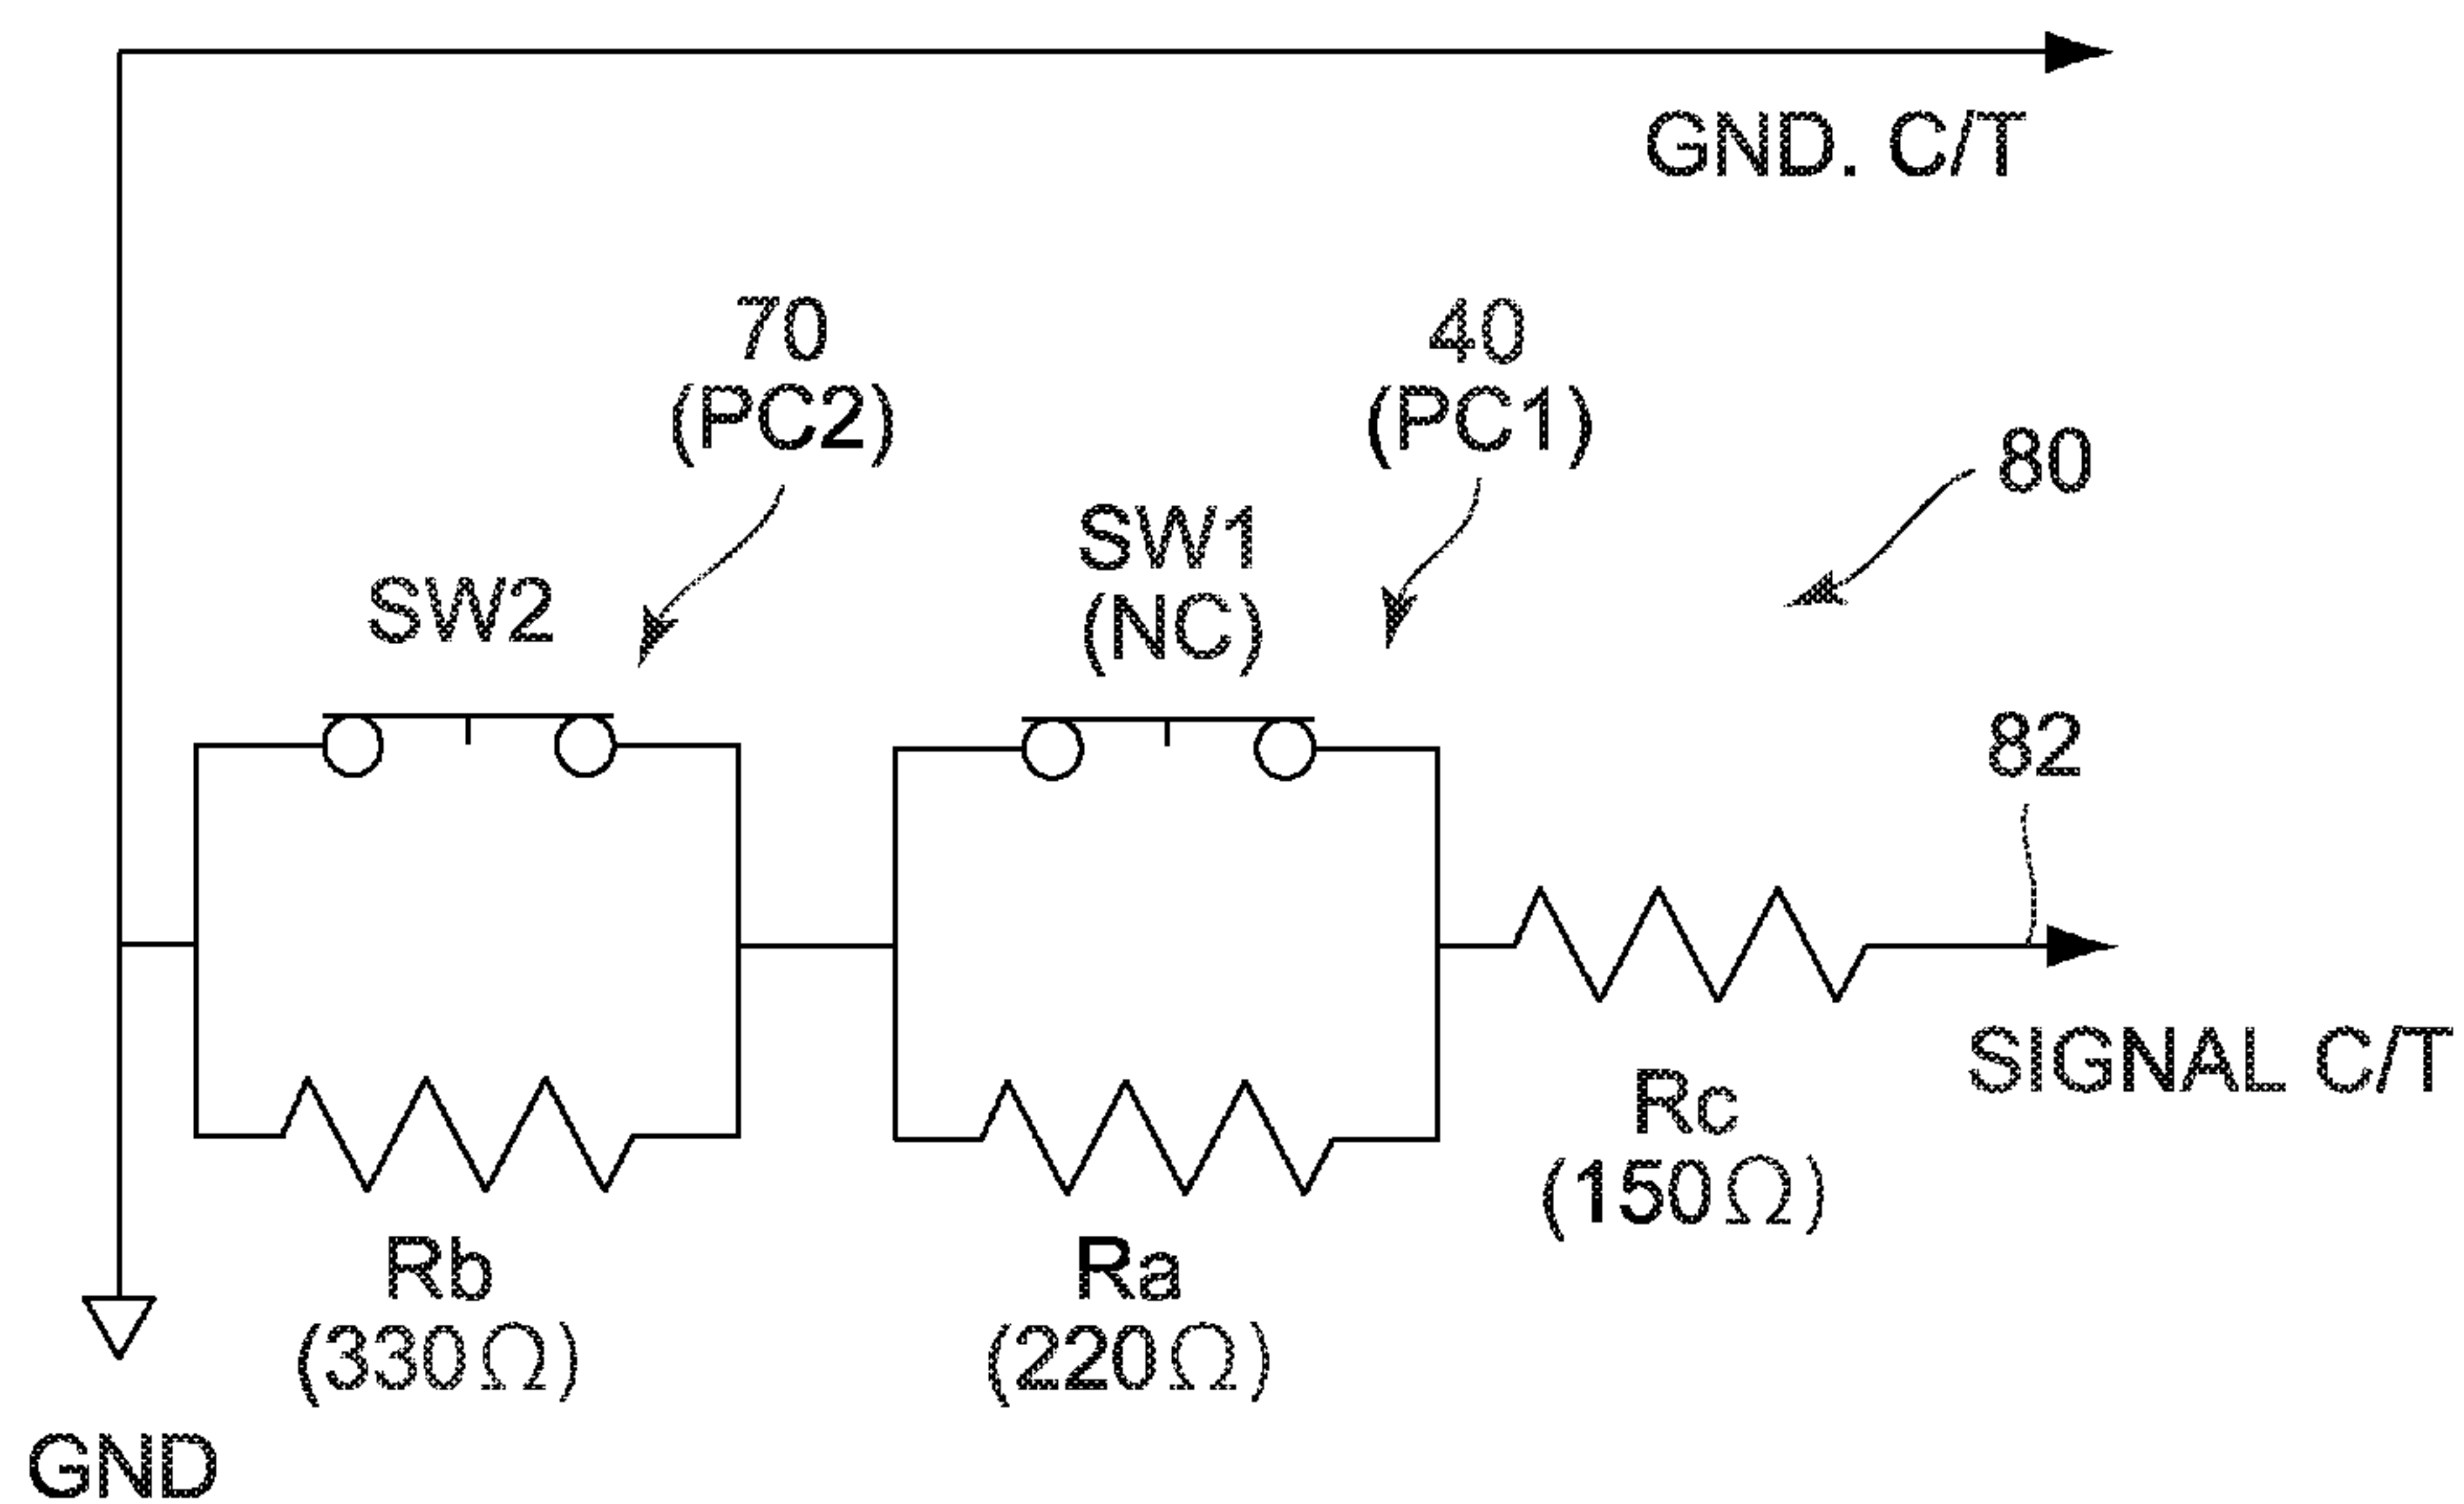 GND. C/T
70
(PC2)
40
(PC1)
80
SW1
(NC)
SW2
82
SIGNAL C/T
Rc
(150Ω)
Rb
(330Ω)
Ra
(220Ω)
GND